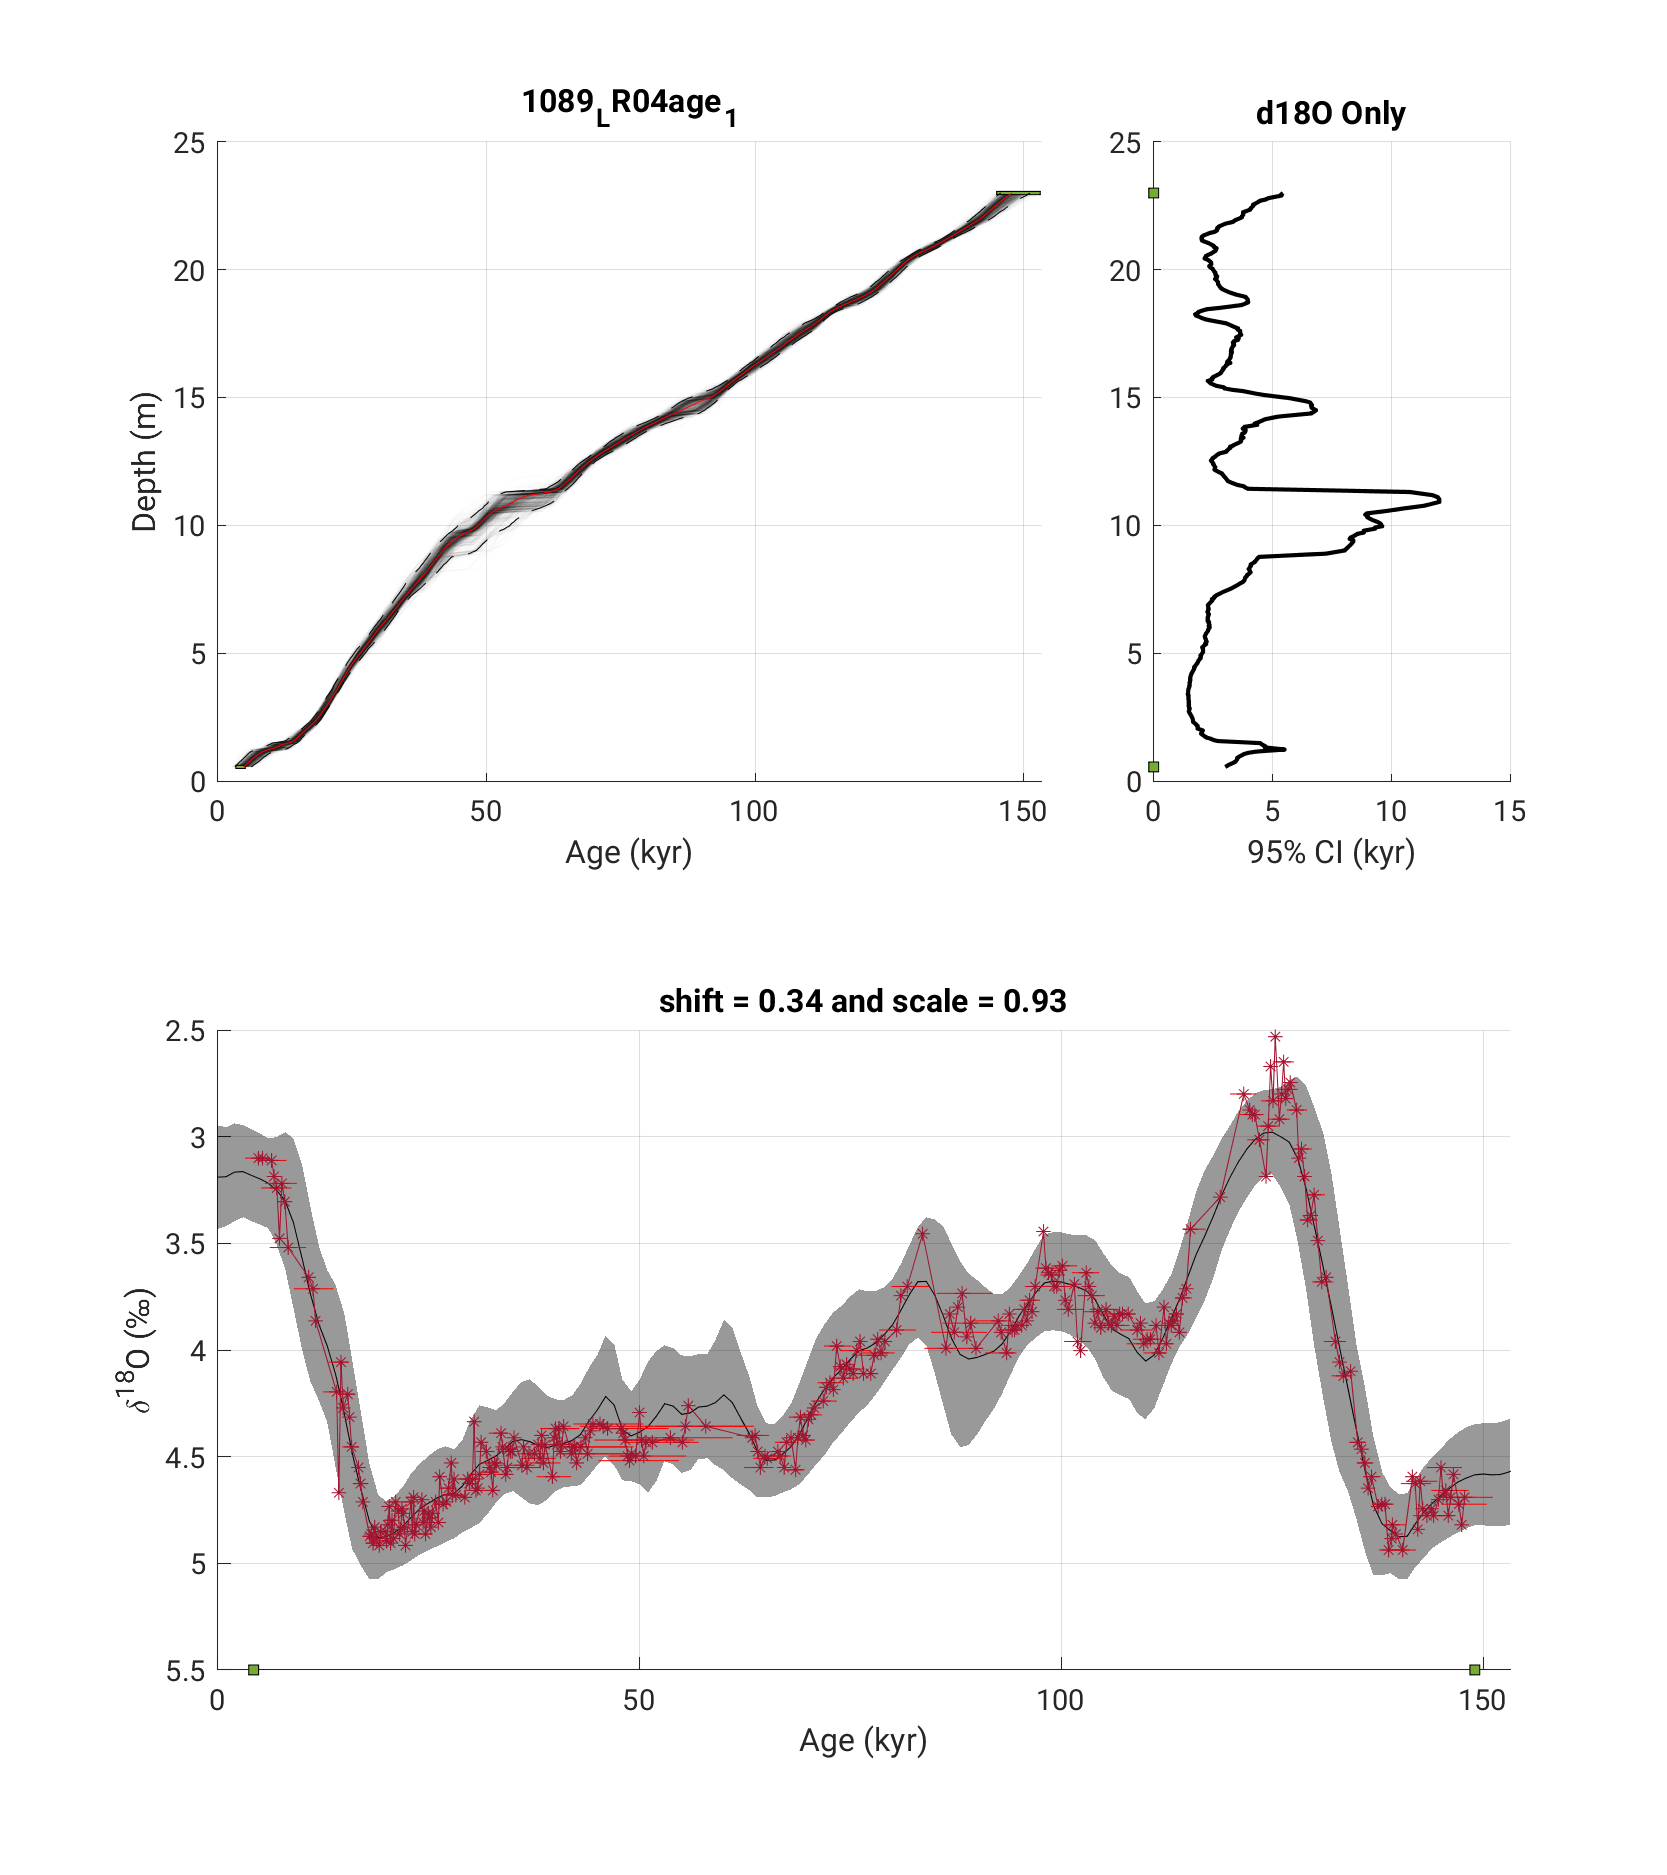 1089LR04age1
25
20
15
10
5
0
0 50 100 150
Depth (m)
Age (kyr)
d18O Only
25
20
15
10
5
0
0 5 10 15
95% CI (kyr)
shift = 0.34 and scale = 0.93
2.5
3
3.5
4
4.5
5
5.5
0 50 100 150
δ18O (‰)
Age (kyr)